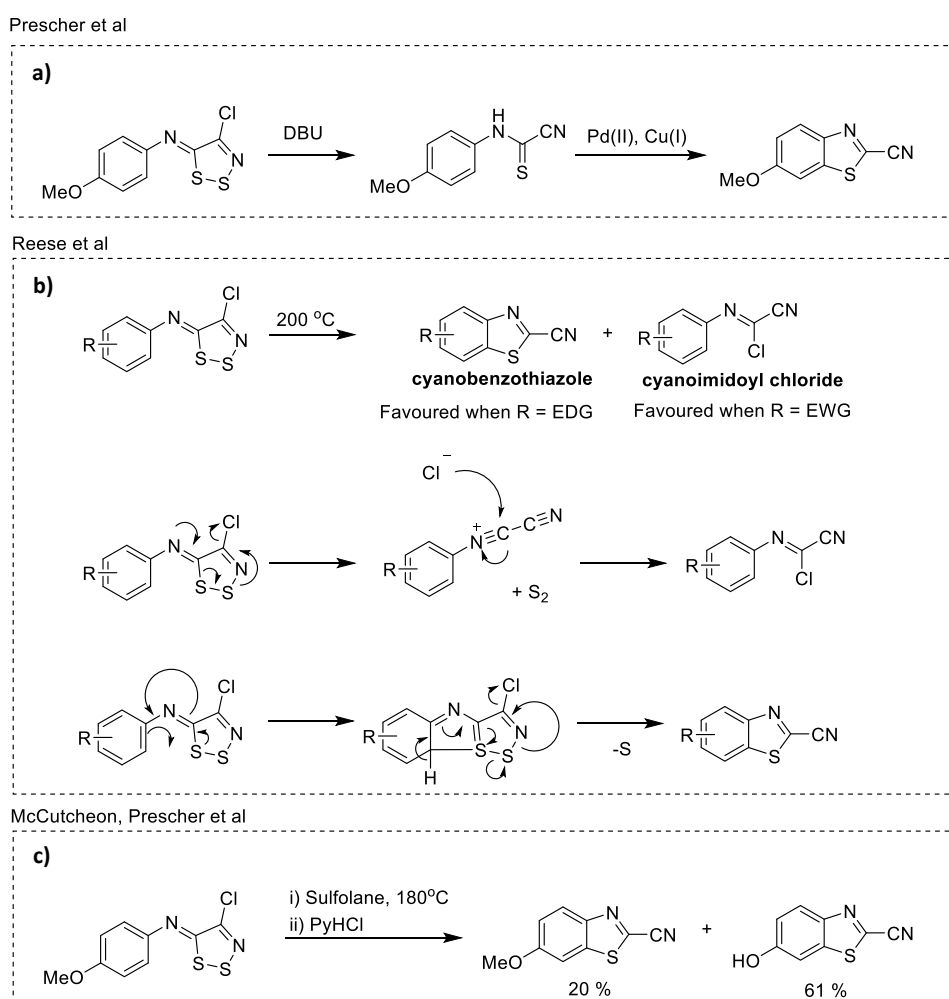 Prescher et al
a)
N
Cl
N
S S
MeO
DBU
H
N CN
S
MeO
Pd(II), Cu(I)
N
CN
S
MeO
Reese et al
b)
Cl
N
N
S S
R
200 °C
N
CN
S
R
+
N CN
Cl
R
cyanobenzothiazole
cyanoimidoyl chloride
Favoured when R = EDG
Favoured when R = EWG
Cl
N
N
S S
R
Cl −
+
N C C N
R
+ S2
N CN
Cl
R
Cl
N
N
S S
R
Cl
N
N
S S
R
H
-S
N
CN
S
R
McCutcheon, Prescher et al
c)
Cl
N
N
S S
MeO
i) Sulfolane, 180°C
ii) PyHCl
N
CN
S
MeO
20 %
+
N
CN
S
HO
61 %